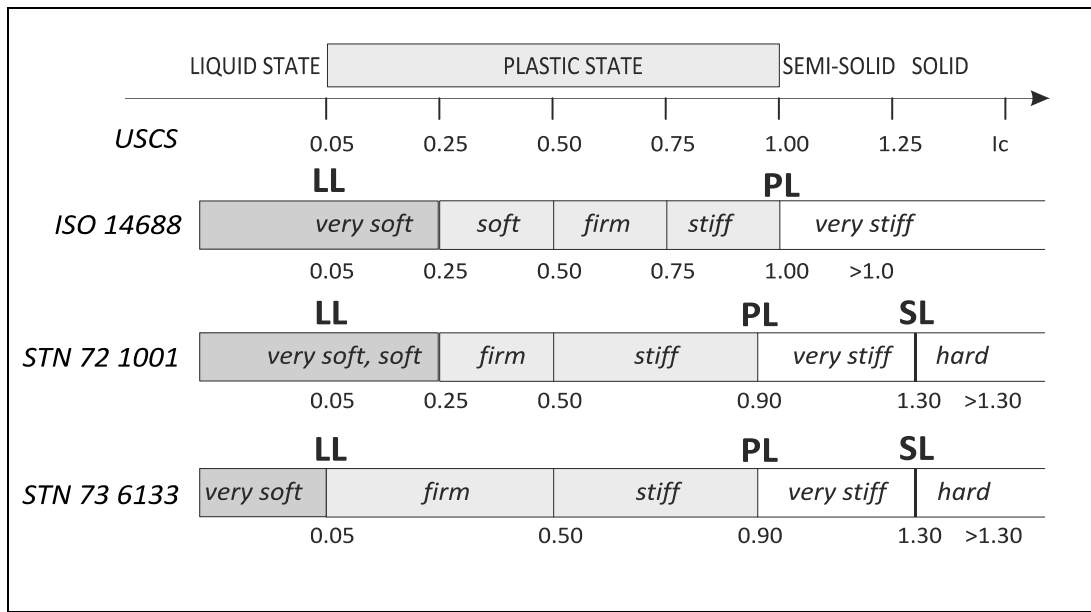 LIQUID STATE PLASTIC STATE SEMI-SOLID SOLID
USCS 0.05 0.25 0.50 0.75 1.00 1.25 Ic
LL PL
ISO 14688 very soft soft firm stiff very stiff
0.05 0.25 0.50 0.75 1.00 >1.0
LL PL SL
STN 72 1001 very soft, soft firm stiff very stiff hard
0.05 0.25 0.50 0.90 1.30 >1.30
LL PL SL
STN 73 6133 very soft firm stiff very stiff hard
0.05 0.50 0.90 1.30 >1.30